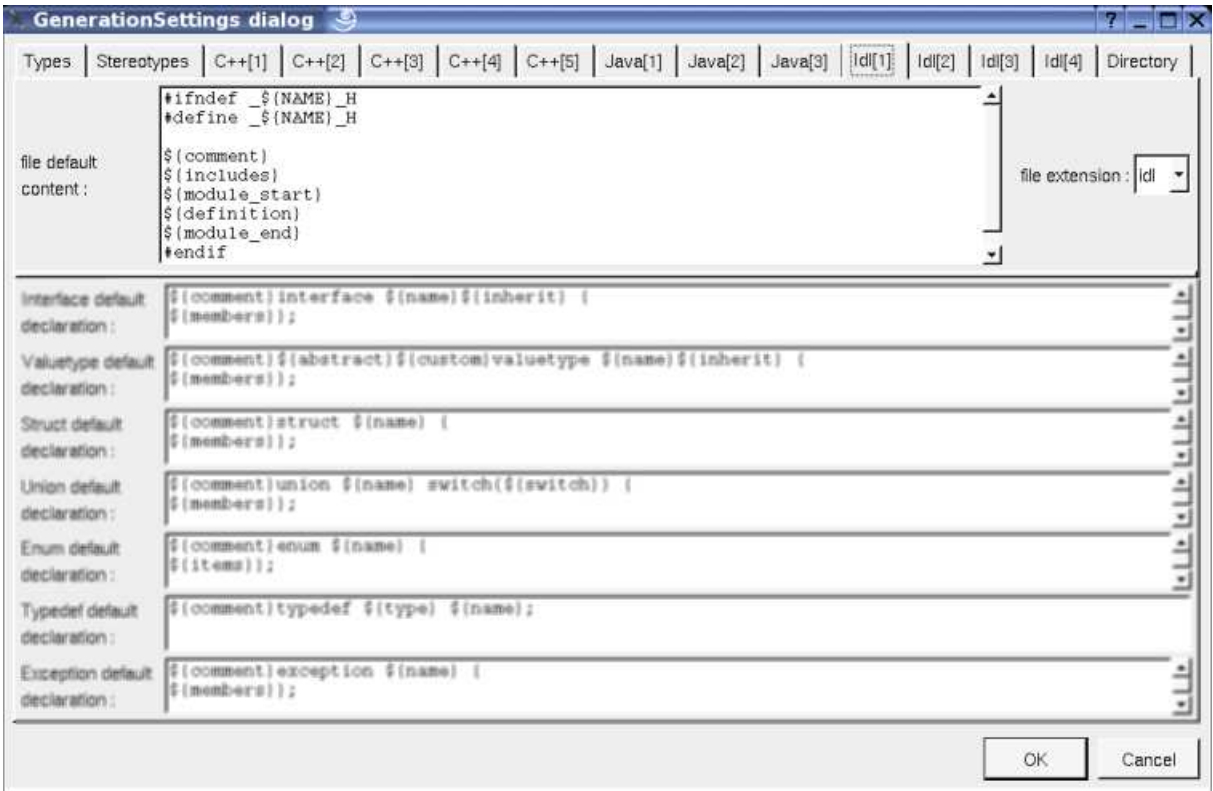 GenerationSettings dialog
Types Stereotypes C++[1] C++[2] C++[3] C++[4] C++[5] Java[1] Java[2] Java[3] Idl[1] Idl[2] Idl[3] Idl[4] Directory
file default
content :
#ifndef _${NAME}_H
#define _${NAME}_H
${comment}
${includes}
${module_start}
${definition}
${module_end}
#endif
file extension : idl
Interface default
declaration :
${comment}interface ${name}${inherit} {
${members}};
Valuetype default
declaration :
${comment}${abstract}${custom}valuetype ${name}${inherit} {
${members}};
Struct default
declaration :
${comment}struct ${name} {
${members}};
Union default
declaration :
${comment}union ${name} switch(${switch}) {
${members}};
Enum default
declaration :
${comment}enum ${name} {
${items}};
Typedef default
declaration :
${comment}typedef ${type} ${name};
Exception default
declaration :
${comment}exception ${name} {
${members}};
OK Cancel